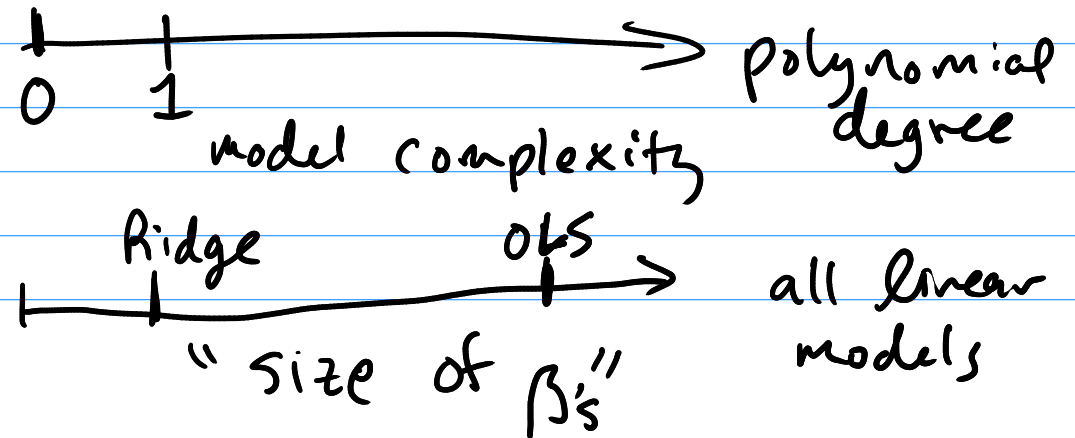 0 1 polynomial
degree
model complexity
Ridge OLS
all linear
models
"size of β's"